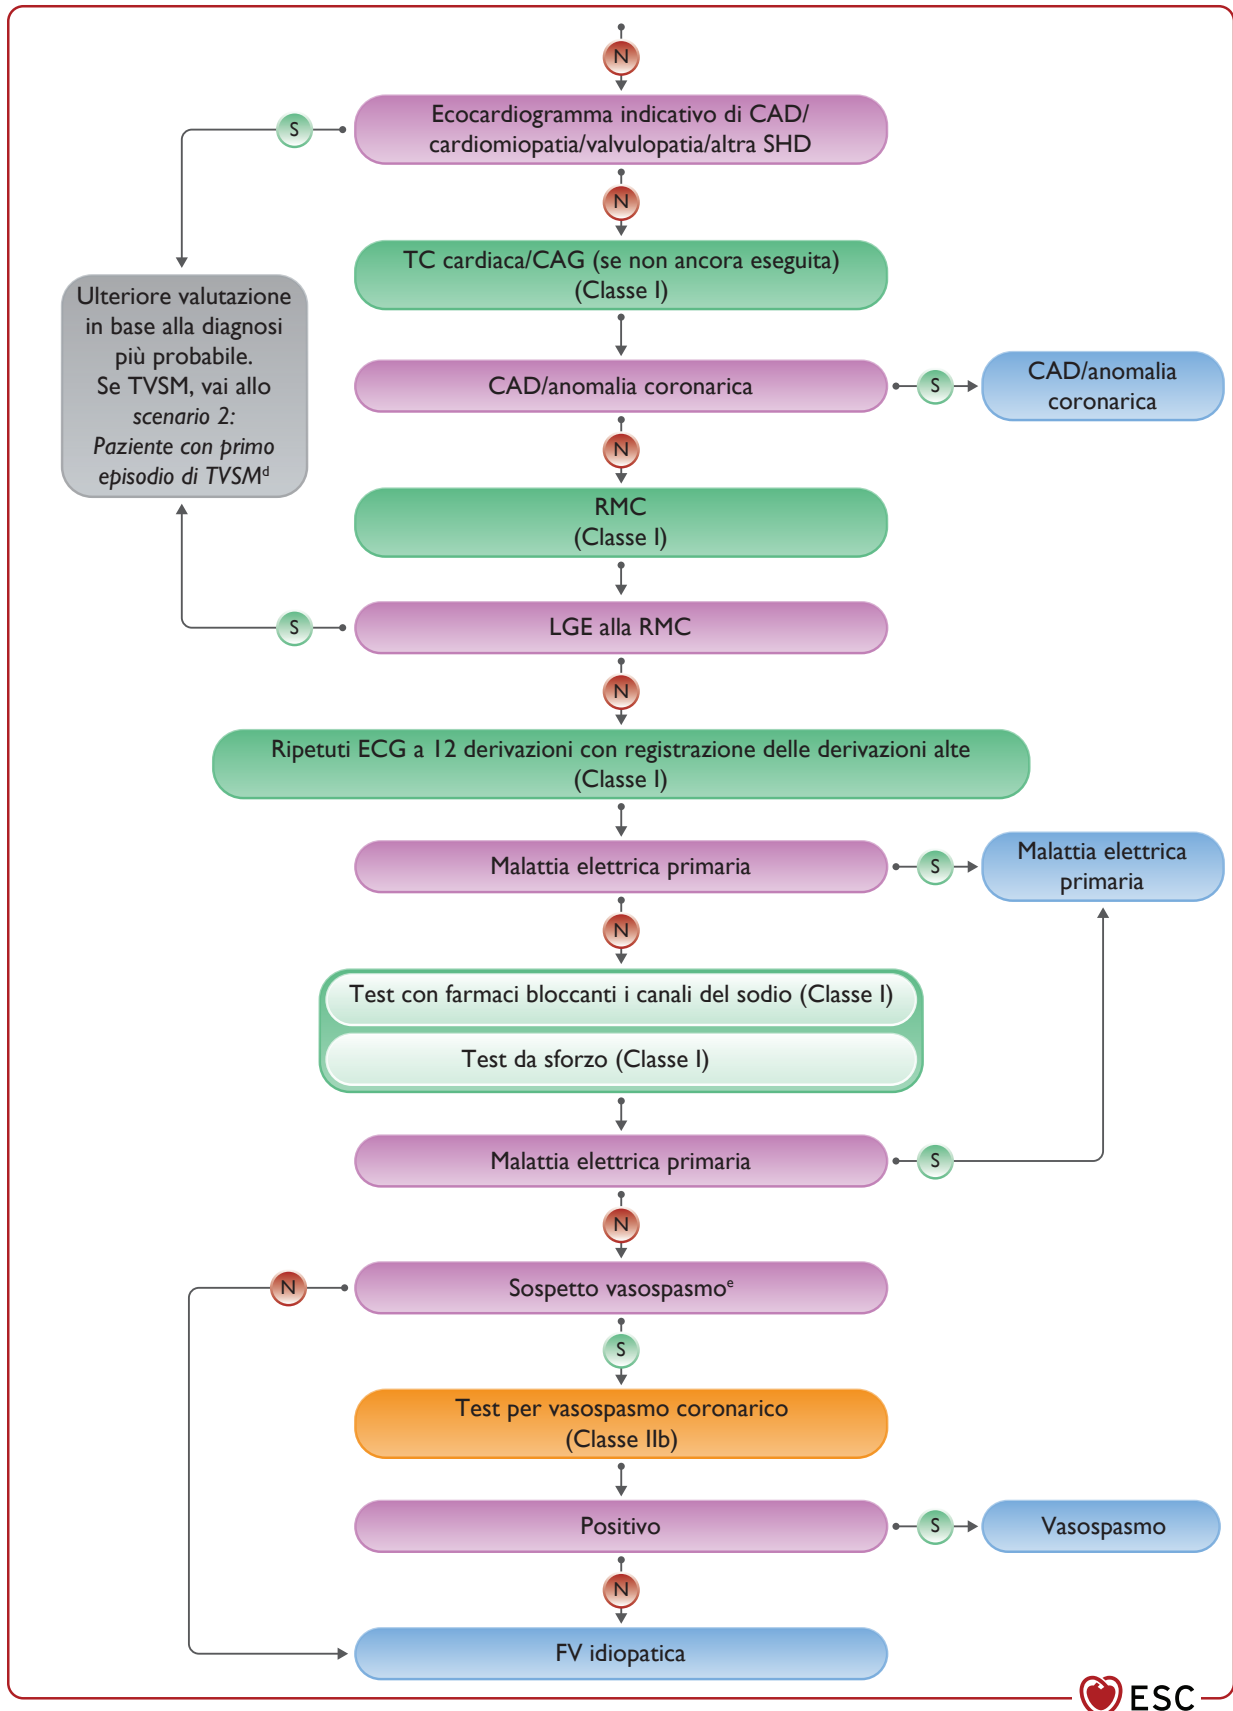 N
Ecocardiogramma indicativo di CAD/
cardiomiopatia/valvulopatia/altra SHD
S
N
TC cardiaca/CAG (se non ancora eseguita)
(Classe I)
Ulteriore valutazione
in base alla diagnosi
più probabile.
Se TVSM, vai allo
scenario 2:
Paziente con primo
episodio di TVSMd
CAD/anomalia coronarica
S
CAD/anomalia
coronarica
N
RMC
(Classe I)
S
LGE alla RMC
N
Ripetuti ECG a 12 derivazioni con registrazione delle derivazioni alte
(Classe I)
Malattia elettrica primaria
S
Malattia elettrica
primaria
N
Test con farmaci bloccanti i canali del sodio (Classe I)
Test da sforzo (Classe I)
Malattia elettrica primaria
S
N
N
Sospetto vasospasmoe
S
Test per vasospasmo coronarico
(Classe IIb)
Positivo
S
Vasospasmo
N
FV idiopatica
ESC